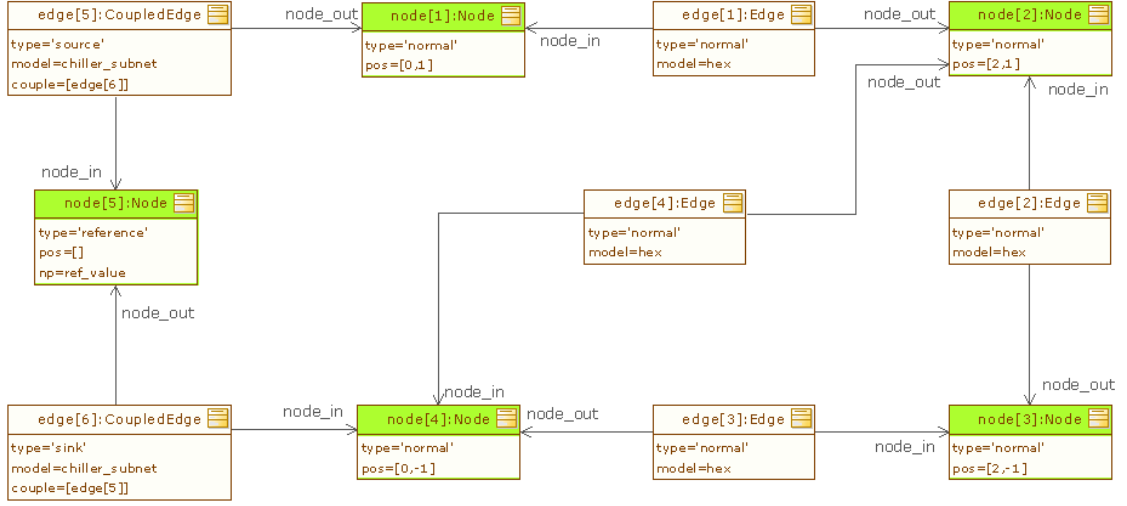 edge[5]:CoupledEdge
type='source'
model=chiller_subnet
couple=[edge[6]]
node_out
node[1]:Node
type='normal'
pos=[0,1]
node_in
edge[1]:Edge
type='normal'
model=hex
node_out
node[2]:Node
type='normal'
pos=[2,1]
node_out
node_in
node_in
node[5]:Node
type='reference'
pos=[]
np=ref_value
node_out
edge[4]:Edge
type='normal'
model=hex
edge[2]:Edge
type='normal'
model=hex
node_in
node_out
edge[6]:CoupledEdge
type='sink'
model=chiller_subnet
couple=[edge[5]]
node_in
node[4]:Node
type='normal'
pos=[0,-1]
node_out
edge[3]:Edge
type='normal'
model=hex
node_in
node[3]:Node
type='normal'
pos=[2,-1]